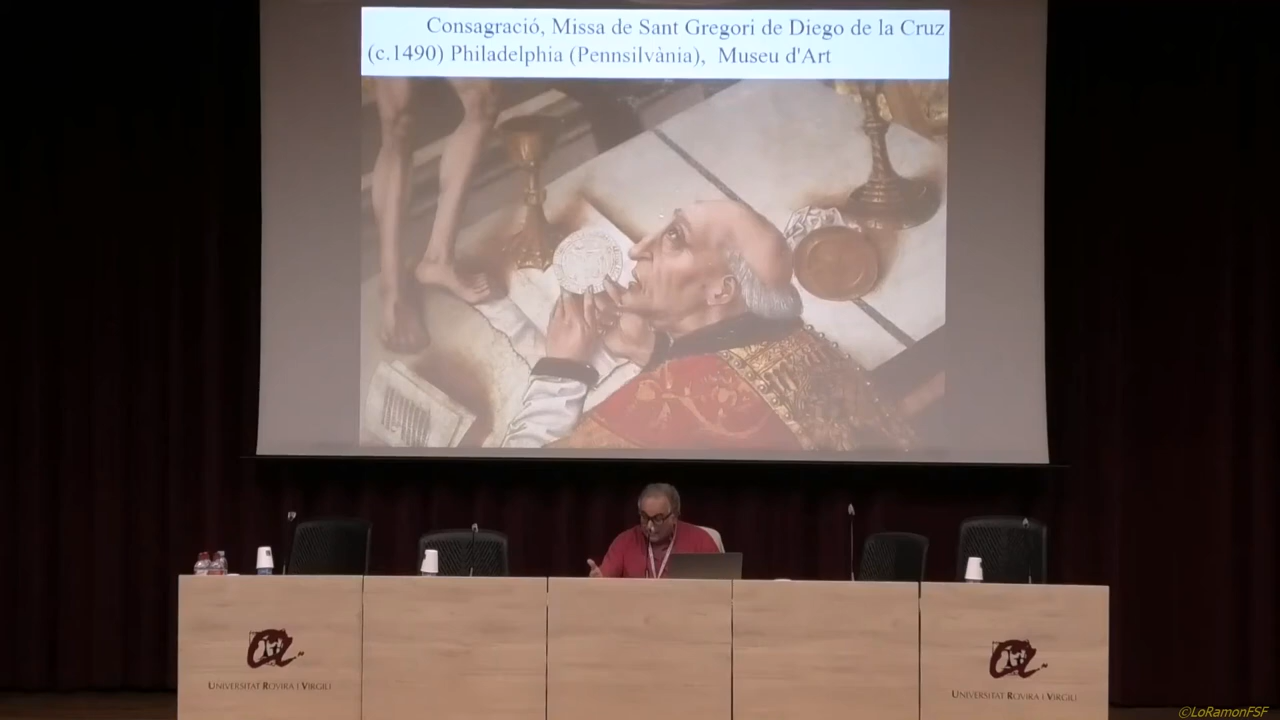 Consagració, Missa de Sant Gregori de Diego de la Cruz
(c.1490) Philadelphia (Pennsilvània), Museu d'Art
UNIVERSITAT ROVIRA I VIRGILI
UNIVERSITAT ROVIRA I VIRGILI
©LoRamonFSF